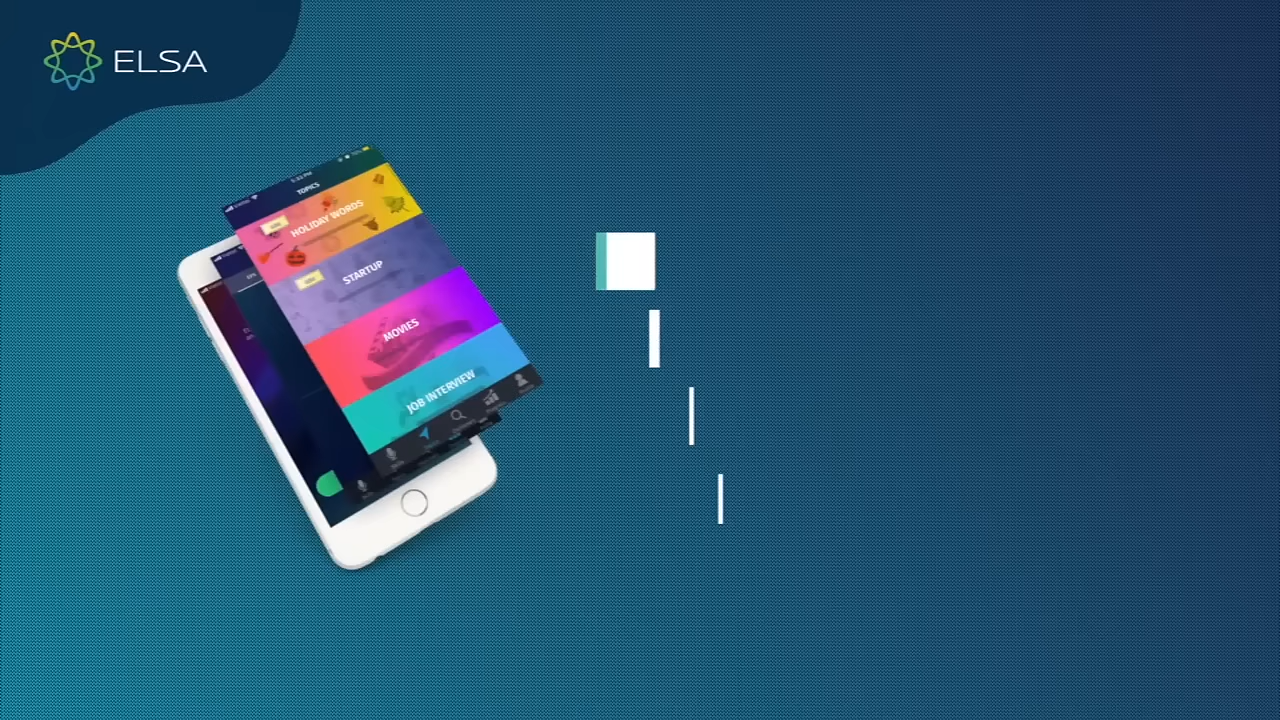 ELSA
TOPICS
HOLIDAY WORDS
STARTUP
MOVIES
JOB INTERVIEW